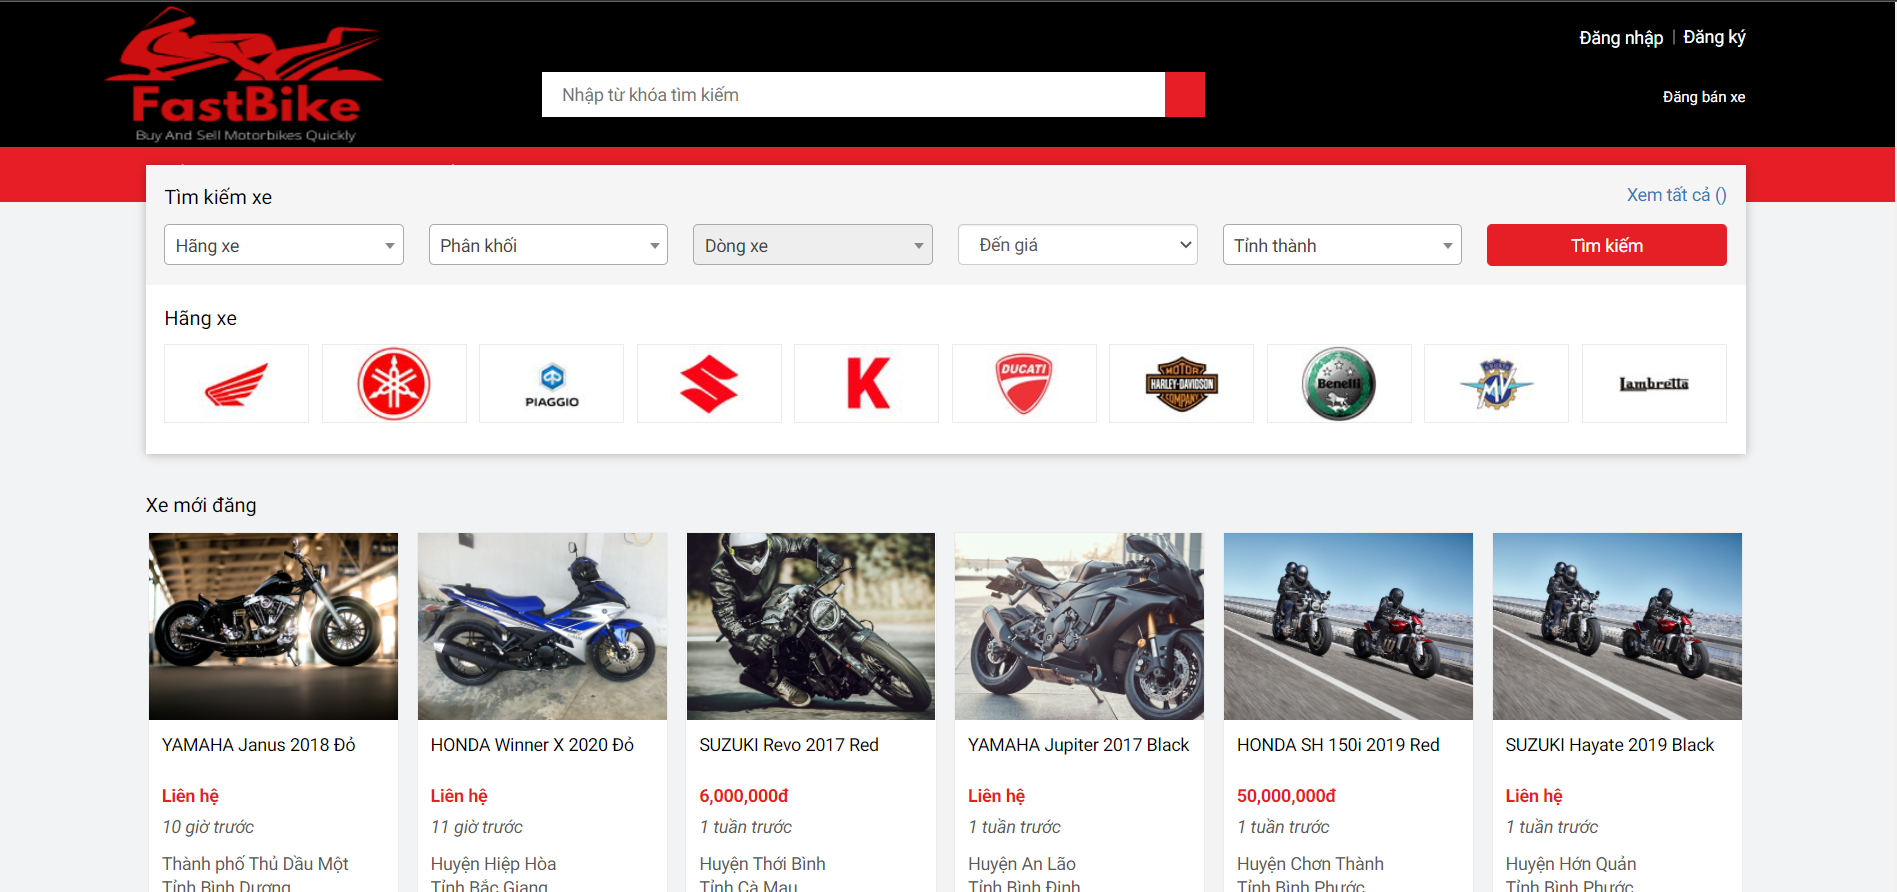 FastBike
Buy And Sell Motorbikes Quickly
Đăng nhập | Đăng ký
Nhập từ khóa tìm kiếm
Đăng bán xe
Tìm kiếm xe
Xem tất cả ()
Hãng xe
Phân khối
Dòng xe
Đến giá
Tỉnh thành
Tìm kiếm
Hãng xe
PIAGGIO
K
DUCATI
MOTOR
HARLEY-DAVIDSON
COMPANY
Benelli
MV
Lambretta
Xe mới đăng
YAMAHA Janus 2018 Đỏ
Liên hệ
10 giờ trước
Thành phố Thủ Dầu Một
Tỉnh Bình Dương
HONDA Winner X 2020 Đỏ
Liên hệ
11 giờ trước
Huyện Hiệp Hòa
Tỉnh Bắc Giang
SUZUKI Revo 2017 Red
6,000,000đ
1 tuần trước
Huyện Thới Bình
Tỉnh Cà Mau
YAMAHA Jupiter 2017 Black
Liên hệ
1 tuần trước
Huyện An Lão
Tỉnh Bình Định
HONDA SH 150i 2019 Red
50,000,000đ
1 tuần trước
Huyện Chơn Thành
Tỉnh Bình Phước
SUZUKI Hayate 2019 Black
Liên hệ
1 tuần trước
Huyện Hớn Quản
Tỉnh Bình Phước